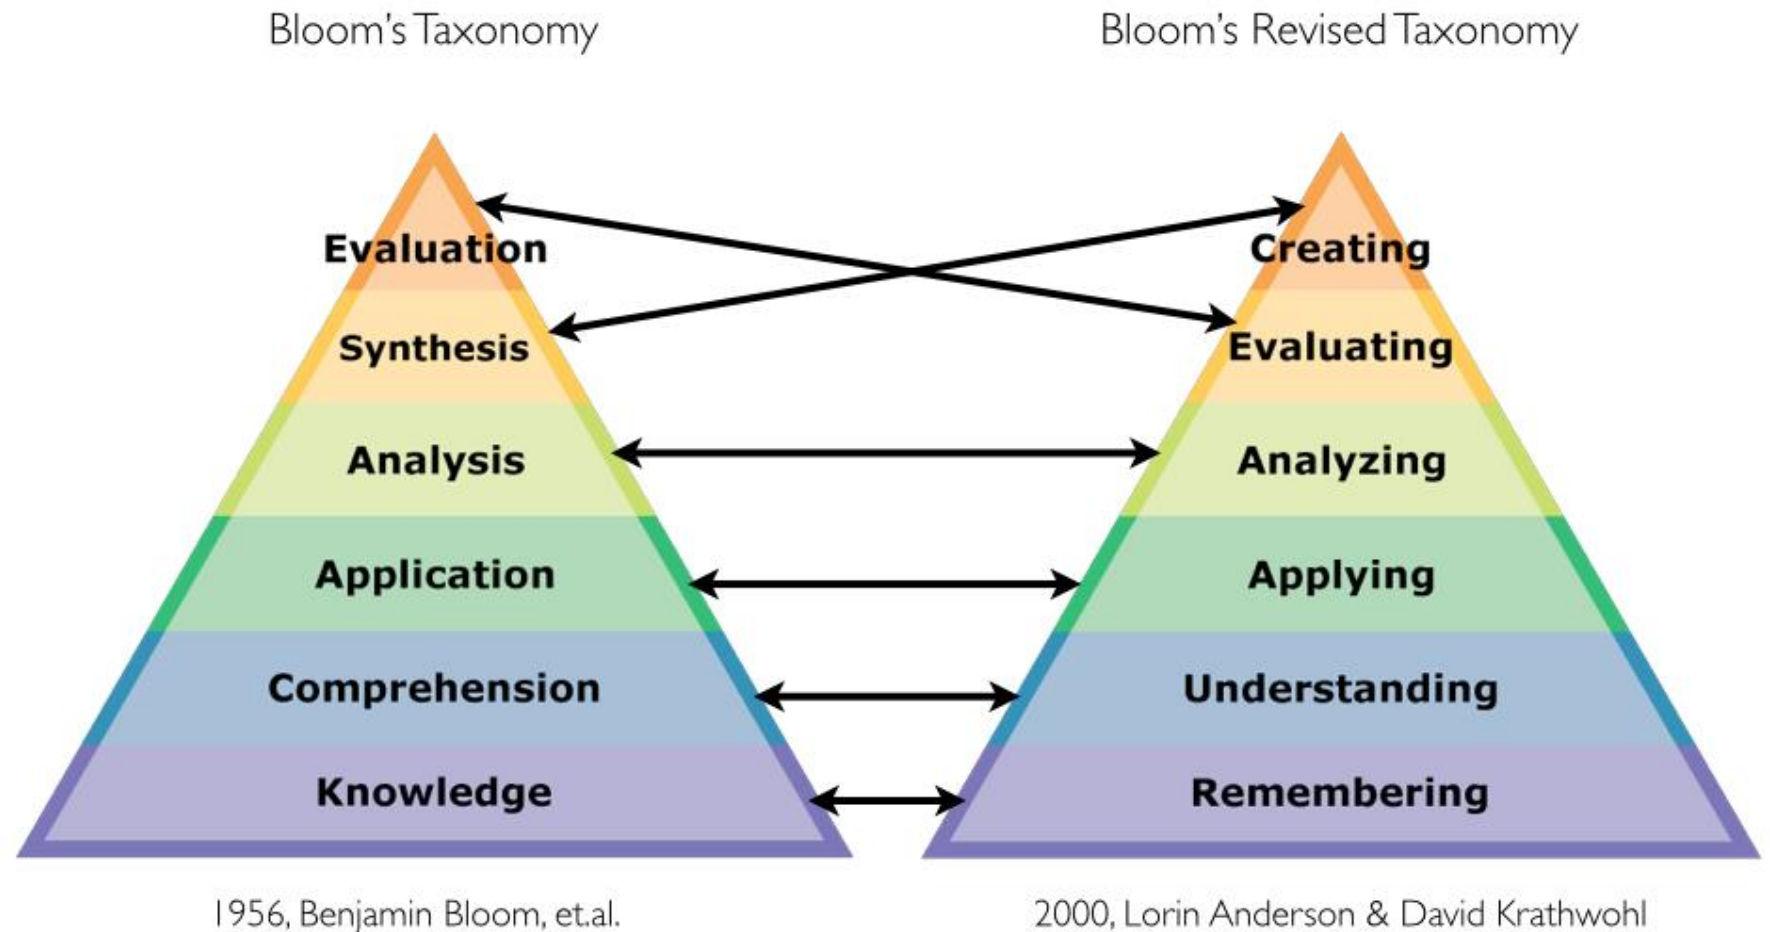 Bloom's Taxonomy
Evaluation
Synthesis
Analysis
Application
Comprehension
Knowledge
1956, Benjamin Bloom, et.al.
Bloom's Revised Taxonomy
Creating
Evaluating
Analyzing
Applying
Understanding
Remembering
2000, Lorin Anderson & David Krathwohl